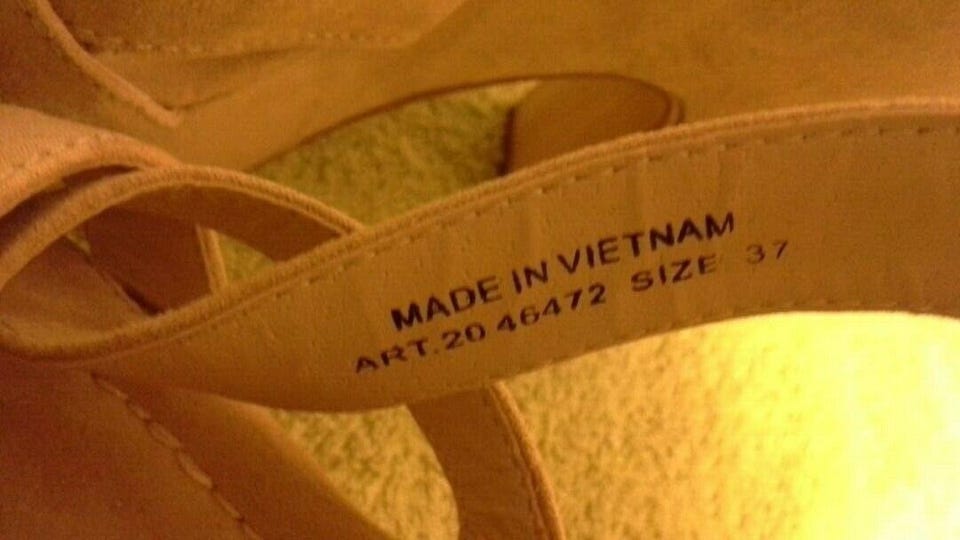 MADE IN VIETNAM
ART.20 46472 SIZE 37